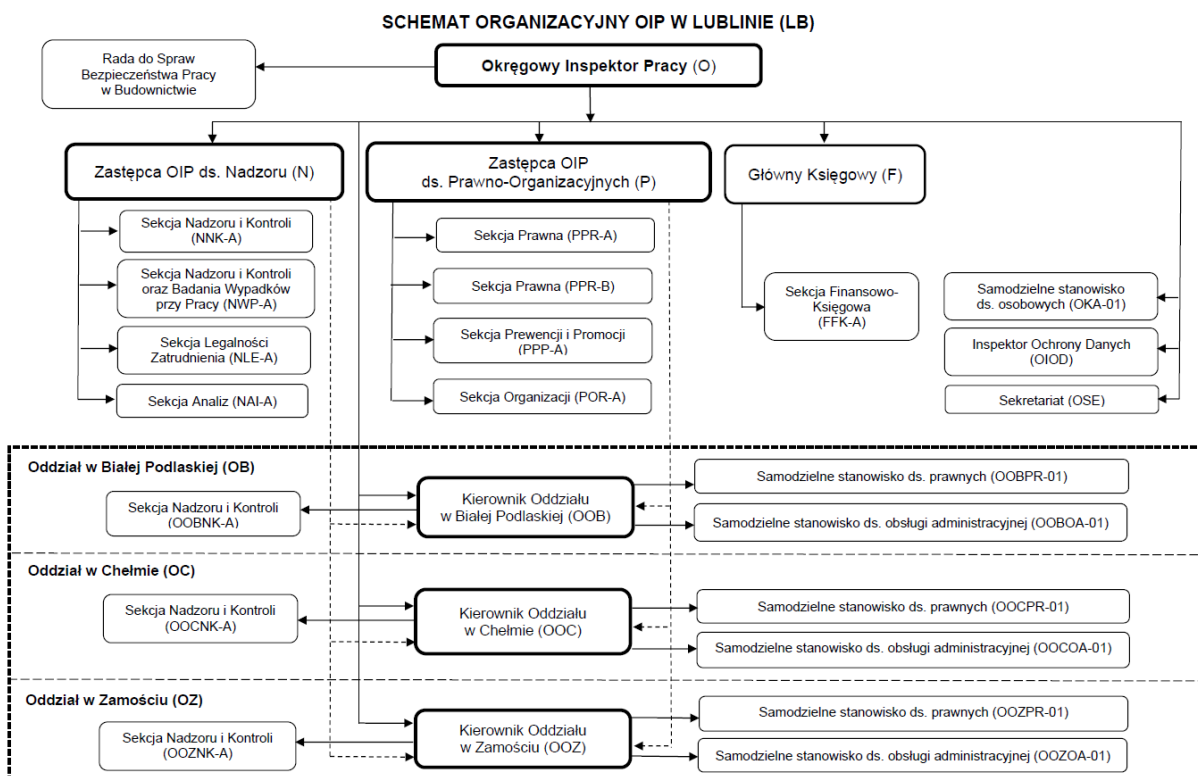 SCHEMAT ORGANIZACYJNY OIP W LUBLINIE (LB)
Rada do Spraw
Bezpieczeństwa Pracy
w Budownictwie
Okręgowy Inspektor Pracy (O)
Zastępca OIP ds. Nadzoru (N)
Sekcja Nadzoru i Kontroli
(NNK-A)
Sekcja Nadzoru i Kontroli
oraz Badania Wypadków
przy Pracy (NWP-A)
Sekcja Legalności
Zatrudnienia (NLE-A)
Sekcja Analiz (NAI-A)
Zastępca OIP
ds. Prawno-Organizacyjnych (P)
Sekcja Prawna (PPR-A)
Sekcja Prawna (PPR-B)
Sekcja Prewencji i Promocji
(PPP-A)
Sekcja Organizacji (POR-A)
Główny Księgowy (F)
Sekcja Finansowo-
Księgowa
(FFK-A)
Samodzielne stanowisko
ds. osobowych (OKA-01)
Inspektor Ochrony Danych
(OIOD)
Sekretariat (OSE)
Oddział w Białej Podlaskiej (OB)
Sekcja Nadzoru i Kontroli
(OOBNK-A)
Kierownik Oddziału
w Białej Podlaskiej (OOB)
Samodzielne stanowisko ds. prawnych (OOBPR-01)
Samodzielne stanowisko ds. obsługi administracyjnej (OOBOA-01)
Oddział w Chełmie (OC)
Sekcja Nadzoru i Kontroli
(OOCNK-A)
Kierownik Oddziału
w Chełmie (OOC)
Samodzielne stanowisko ds. prawnych (OOCPR-01)
Samodzielne stanowisko ds. obsługi administracyjnej (OOCOA-01)
Oddział w Zamościu (OZ)
Sekcja Nadzoru i Kontroli
(OOZNK-A)
Kierownik Oddziału
w Zamościu (OOZ)
Samodzielne stanowisko ds. prawnych (OOZPR-01)
Samodzielne stanowisko ds. obsługi administracyjnej (OOZOA-01)